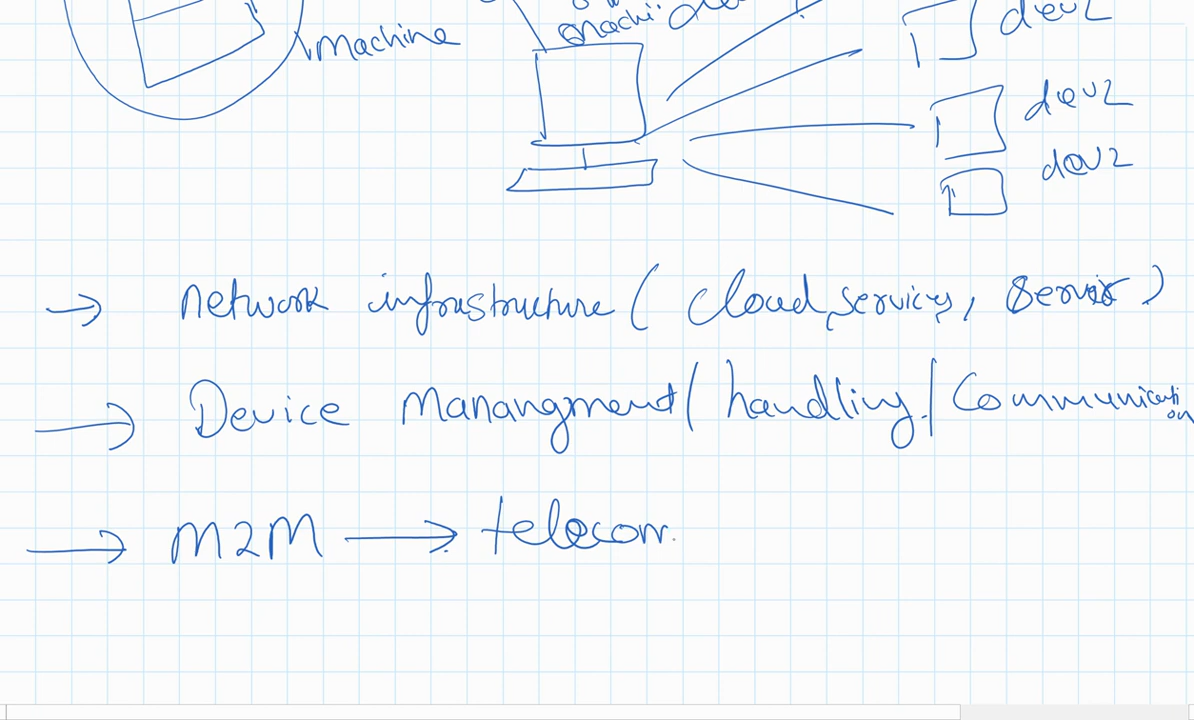 machine
dev2
dev2
dev2
→ network infrastructure ( Cloud services, server )
→ Device Manangment / handling / Communication
→ M2M → telecom